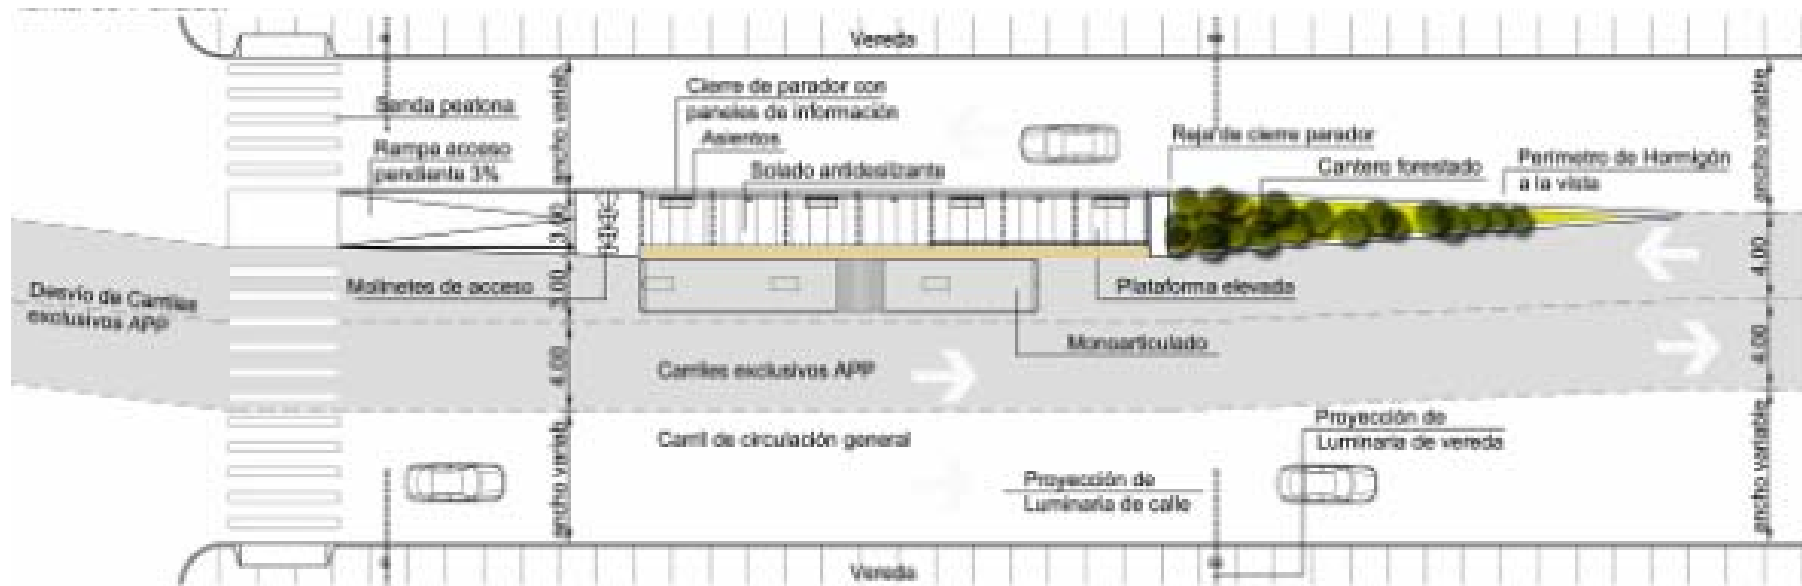 Vereda
Cierre de parador con
paneles de información
Senda peatona
ancho variab
Asientos
Reja de cierre parador
ancho variable
Rampa acceso
pendiente 3%
Solado antideslizante
Cantero forestado
Perímetro de Hormigón
a la vista
3.00
4.00
Desvío de Carriles
exclusivos APP
Molinetes de acceso
3.00
Plataforma elevada
Monoarticulado
4.00
4.00
Carriles exclusivos APP
Carril de circulación general
Proyección de
Luminaria de vereda
ancho variab
ancho variable
Proyección de
Luminaria de calle
Vereda